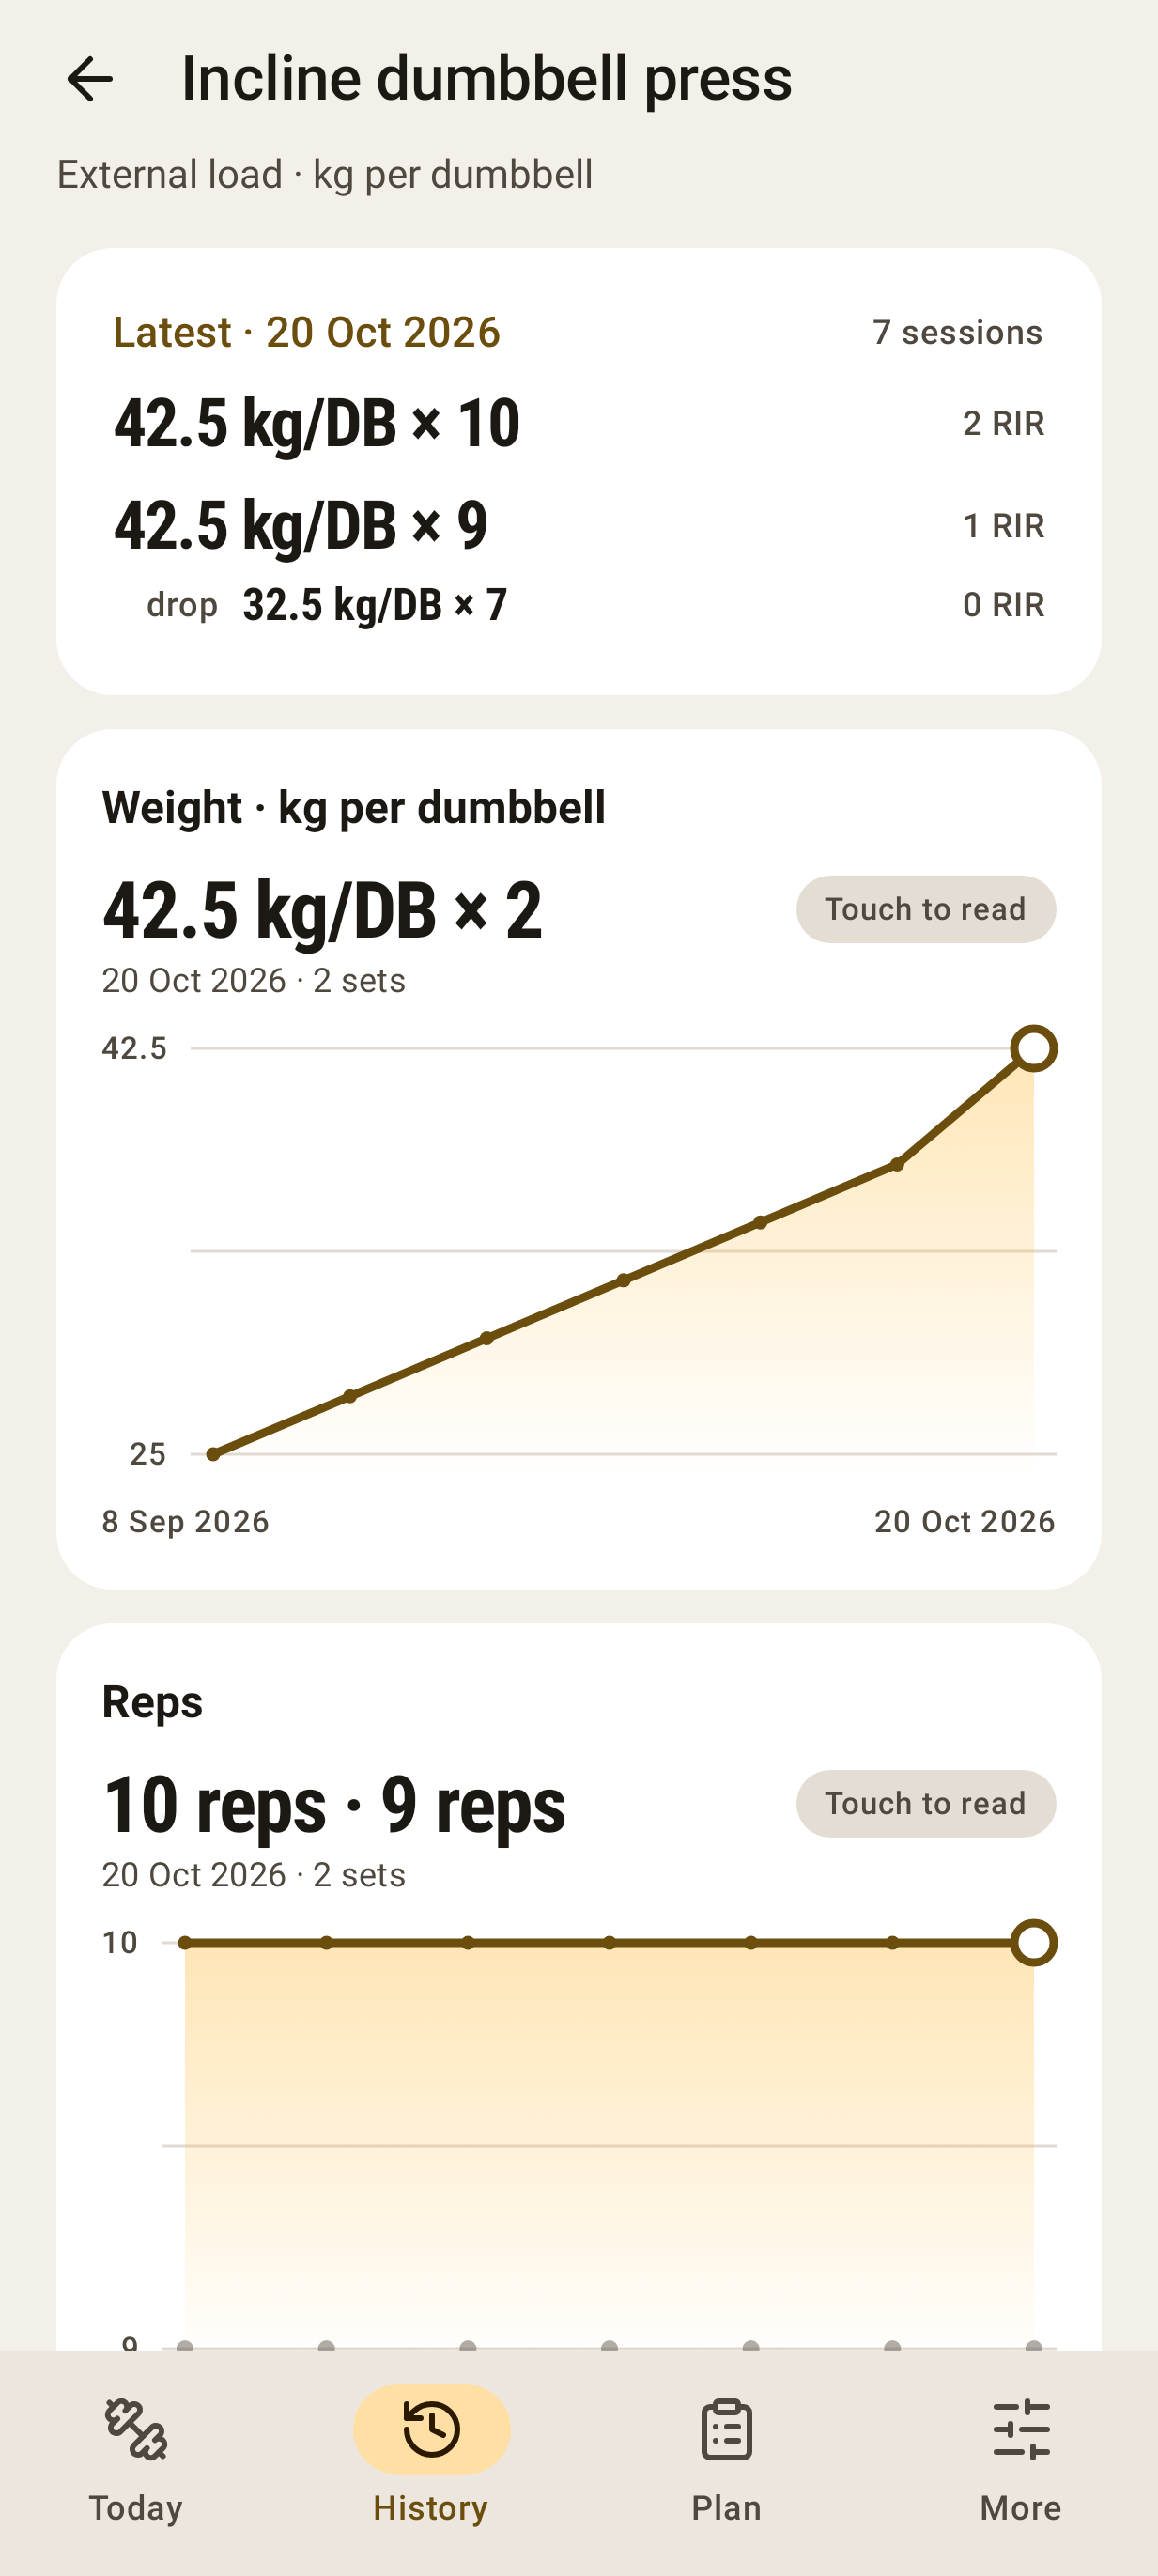 Incline dumbbell press
External load · kg per dumbbell
Latest · 20 Oct 2026
7 sessions
42.5 kg/DB × 10
2 RIR
42.5 kg/DB × 9
1 RIR
drop 32.5 kg/DB × 7
0 RIR
Weight · kg per dumbbell
42.5 kg/DB × 2
Touch to read
20 Oct 2026 · 2 sets
42.5
25
8 Sep 2026
20 Oct 2026
Reps
10 reps · 9 reps
Touch to read
20 Oct 2026 · 2 sets
10
9
Today
History
Plan
More